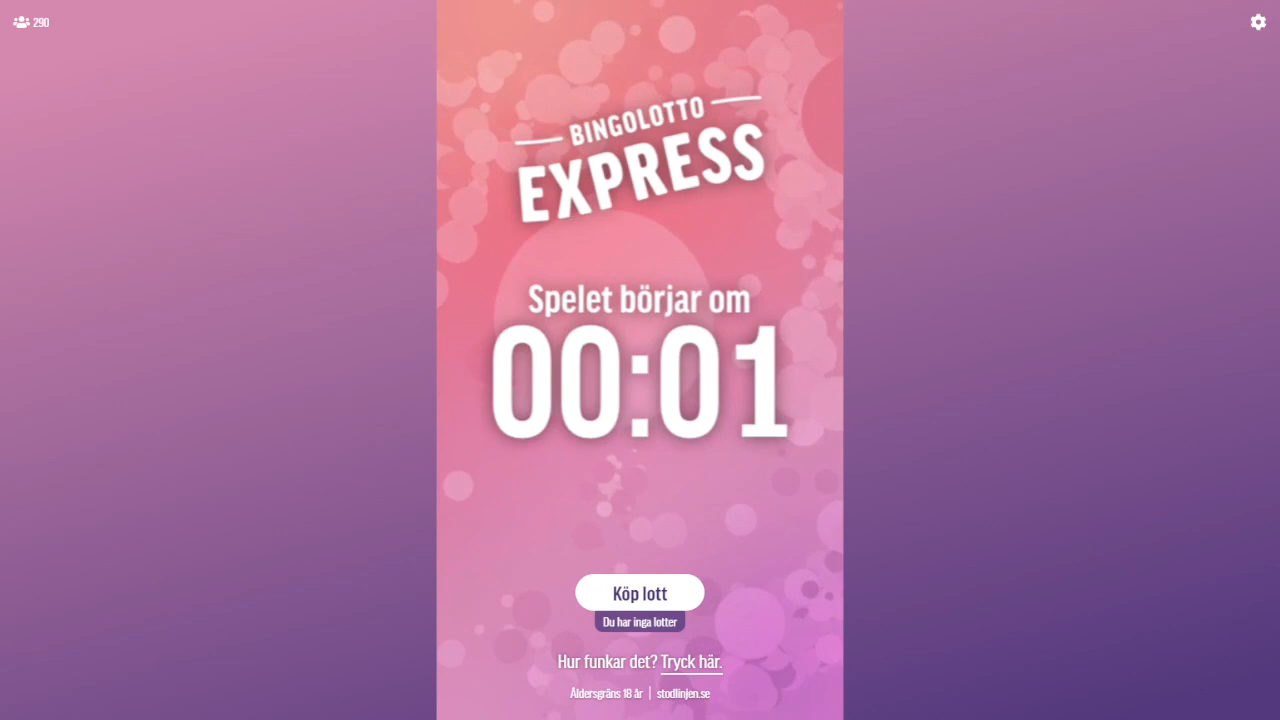 290
BINGOLOTTO
EXPRESS
Spelet börjar om
00:01
Köp lott
Du har inga lotter
Hur funkar det? Tryck här.
Åldersgräns 18 år | stodlinjen.se